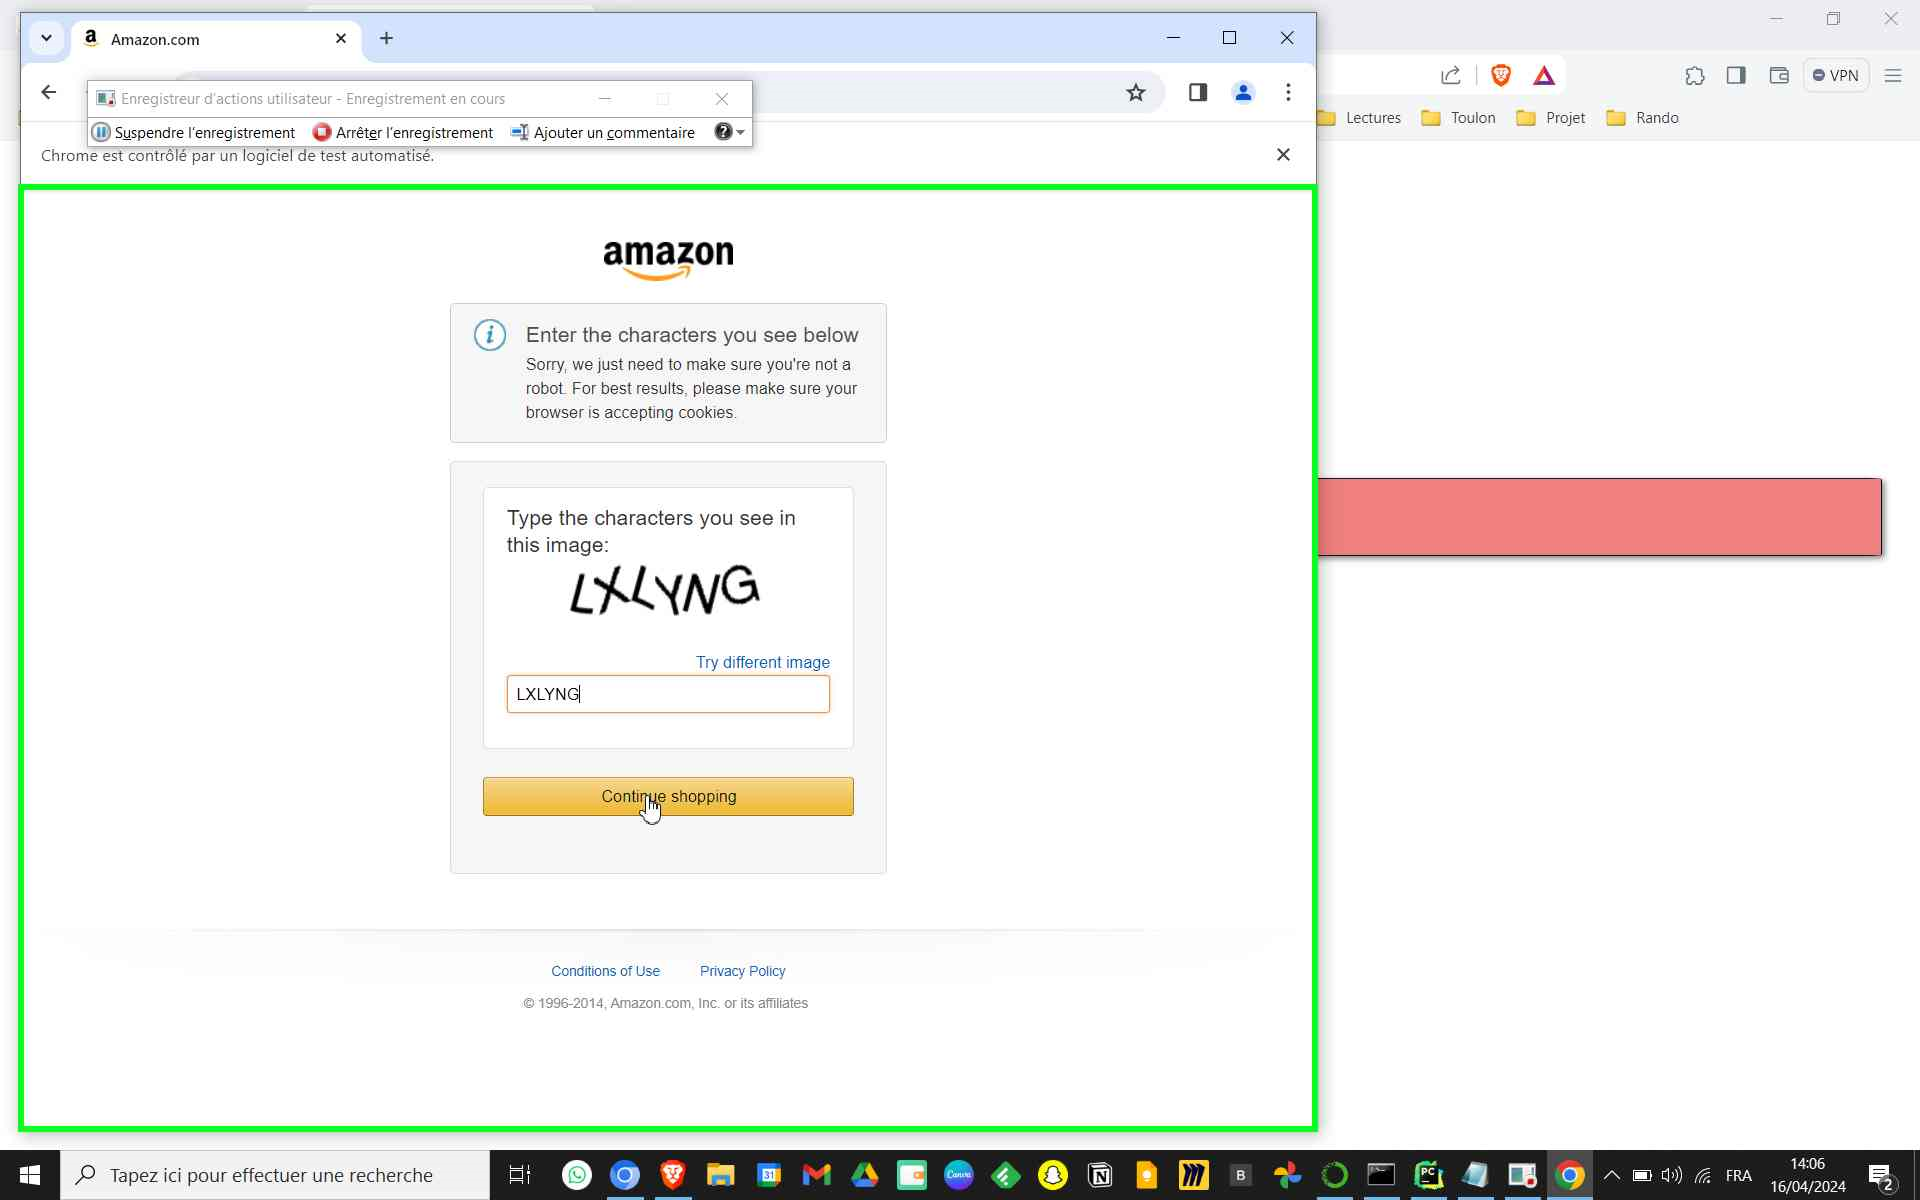 Amazon.com
VPN
Enregistreur d'actions utilisateur - Enregistrement en cours
Suspendre l'enregistrement Arrêter l'enregistrement Ajouter un commentaire
Lectures Toulon Projet Rando
Chrome est contrôlé par un logiciel de test automatisé.
amazon
Enter the characters you see below
Sorry, we just need to make sure you're not a
robot. For best results, please make sure your
browser is accepting cookies.
Type the characters you see in
this image:
LXLYNG
Try different image
LXLYNG
Continue shopping
Conditions of Use Privacy Policy
© 1996-2014, Amazon.com, Inc. or its affiliates
Tapez ici pour effectuer une recherche
31
Canva
B
PC
FRA
14:06
16/04/2024
2